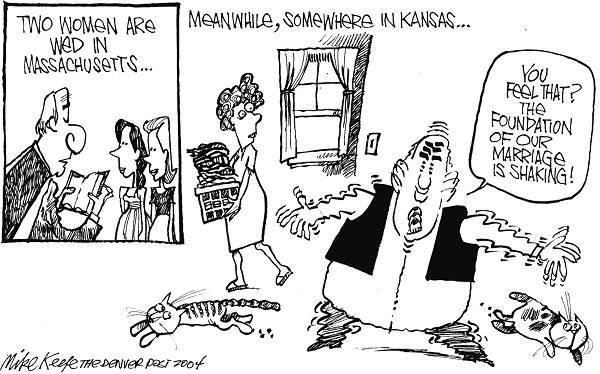 TWO WOMEN ARE
WED IN
MASSACHUSETTS...
MEANWHILE, SOMEWHERE IN KANSAS...
YOU
FEEL THAT?
THE
FOUNDATION
OF OUR
MARRIAGE
IS SHAKING!
Mike Keefe THE DENVER POST 2004